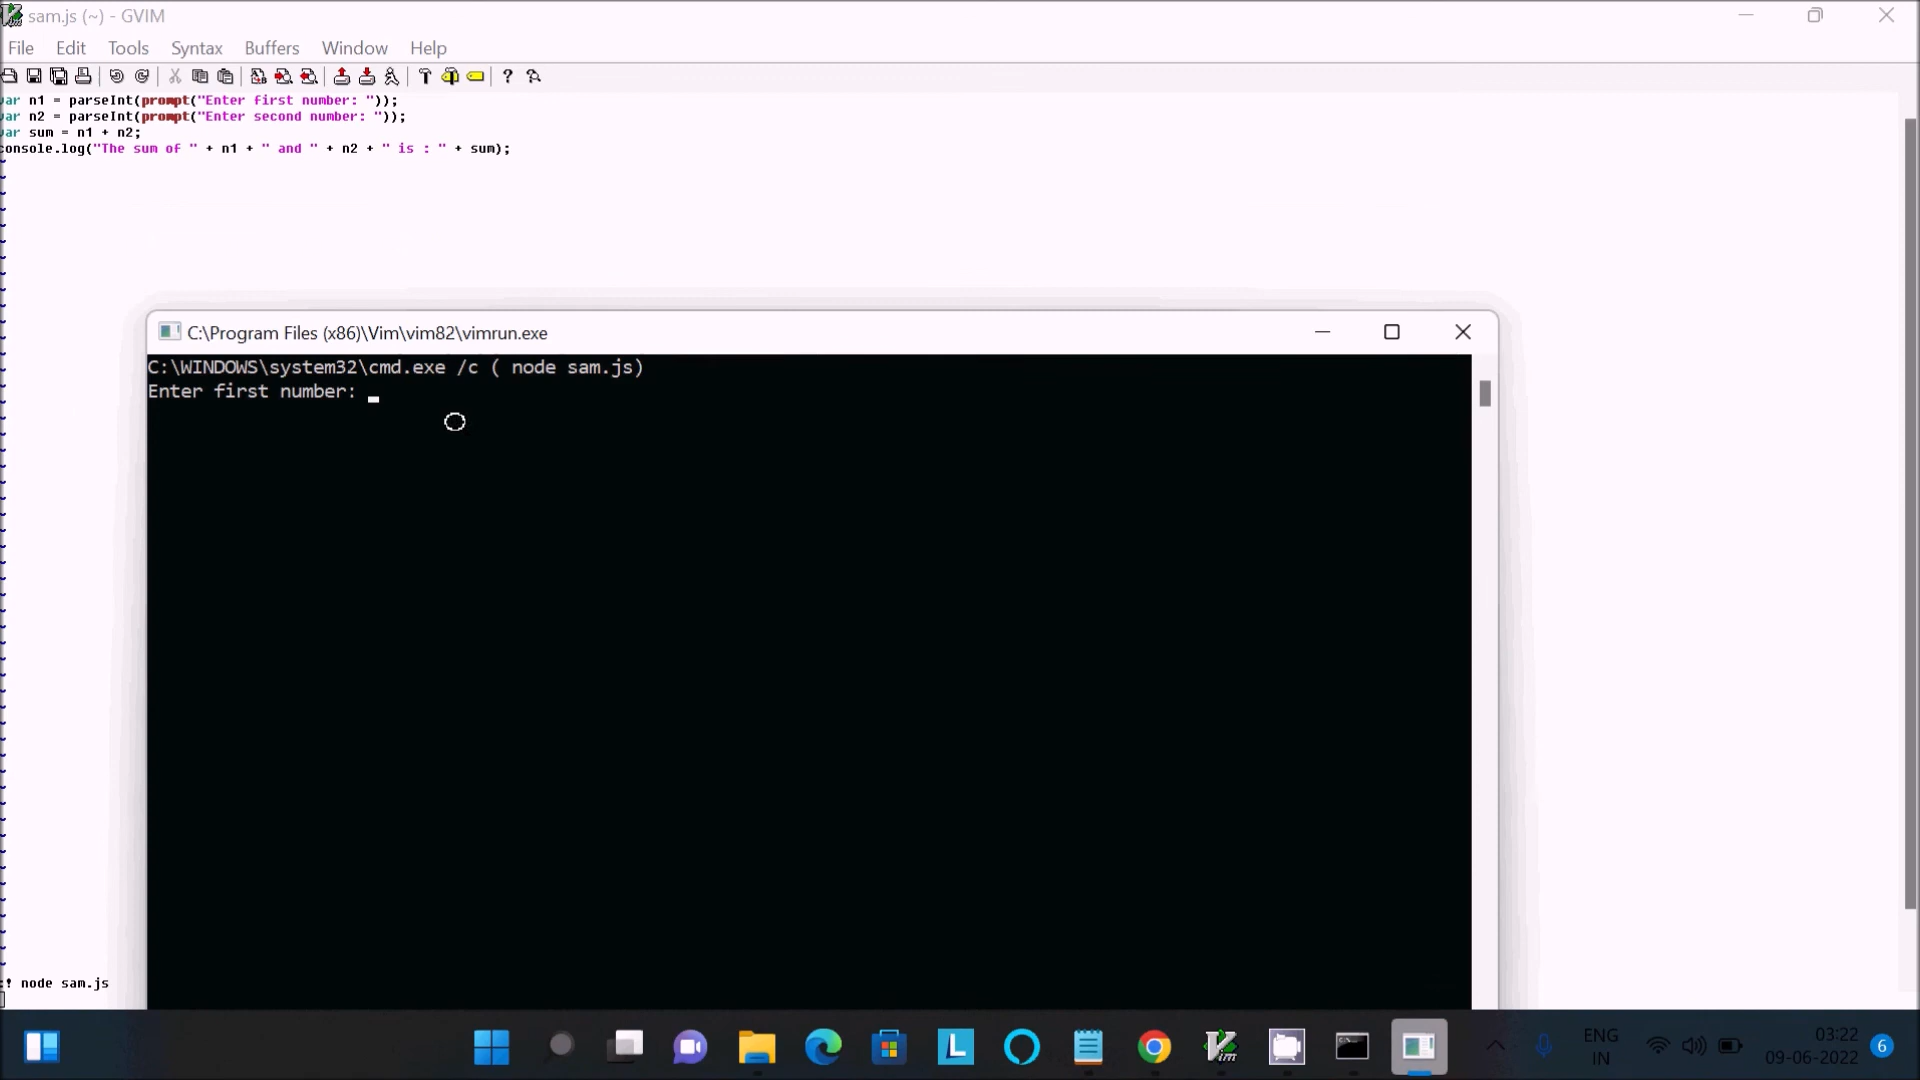 sam.js (~) - GVIM
File Edit Tools Syntax Buffers Window Help
var n1 = parseInt(prompt("Enter first number: "));
var n2 = parseInt(prompt("Enter second number: "));
var sum = n1 + n2;
console.log("The sum of " + n1 + " and " + n2 + " is : " + sum);
C:\Program Files (x86)\Vim\vim82\vimrun.exe
C:\WINDOWS\system32\cmd.exe /c ( node sam.js)
Enter first number:
:! node sam.js
ENG
IN
03:22
09-06-2022
6